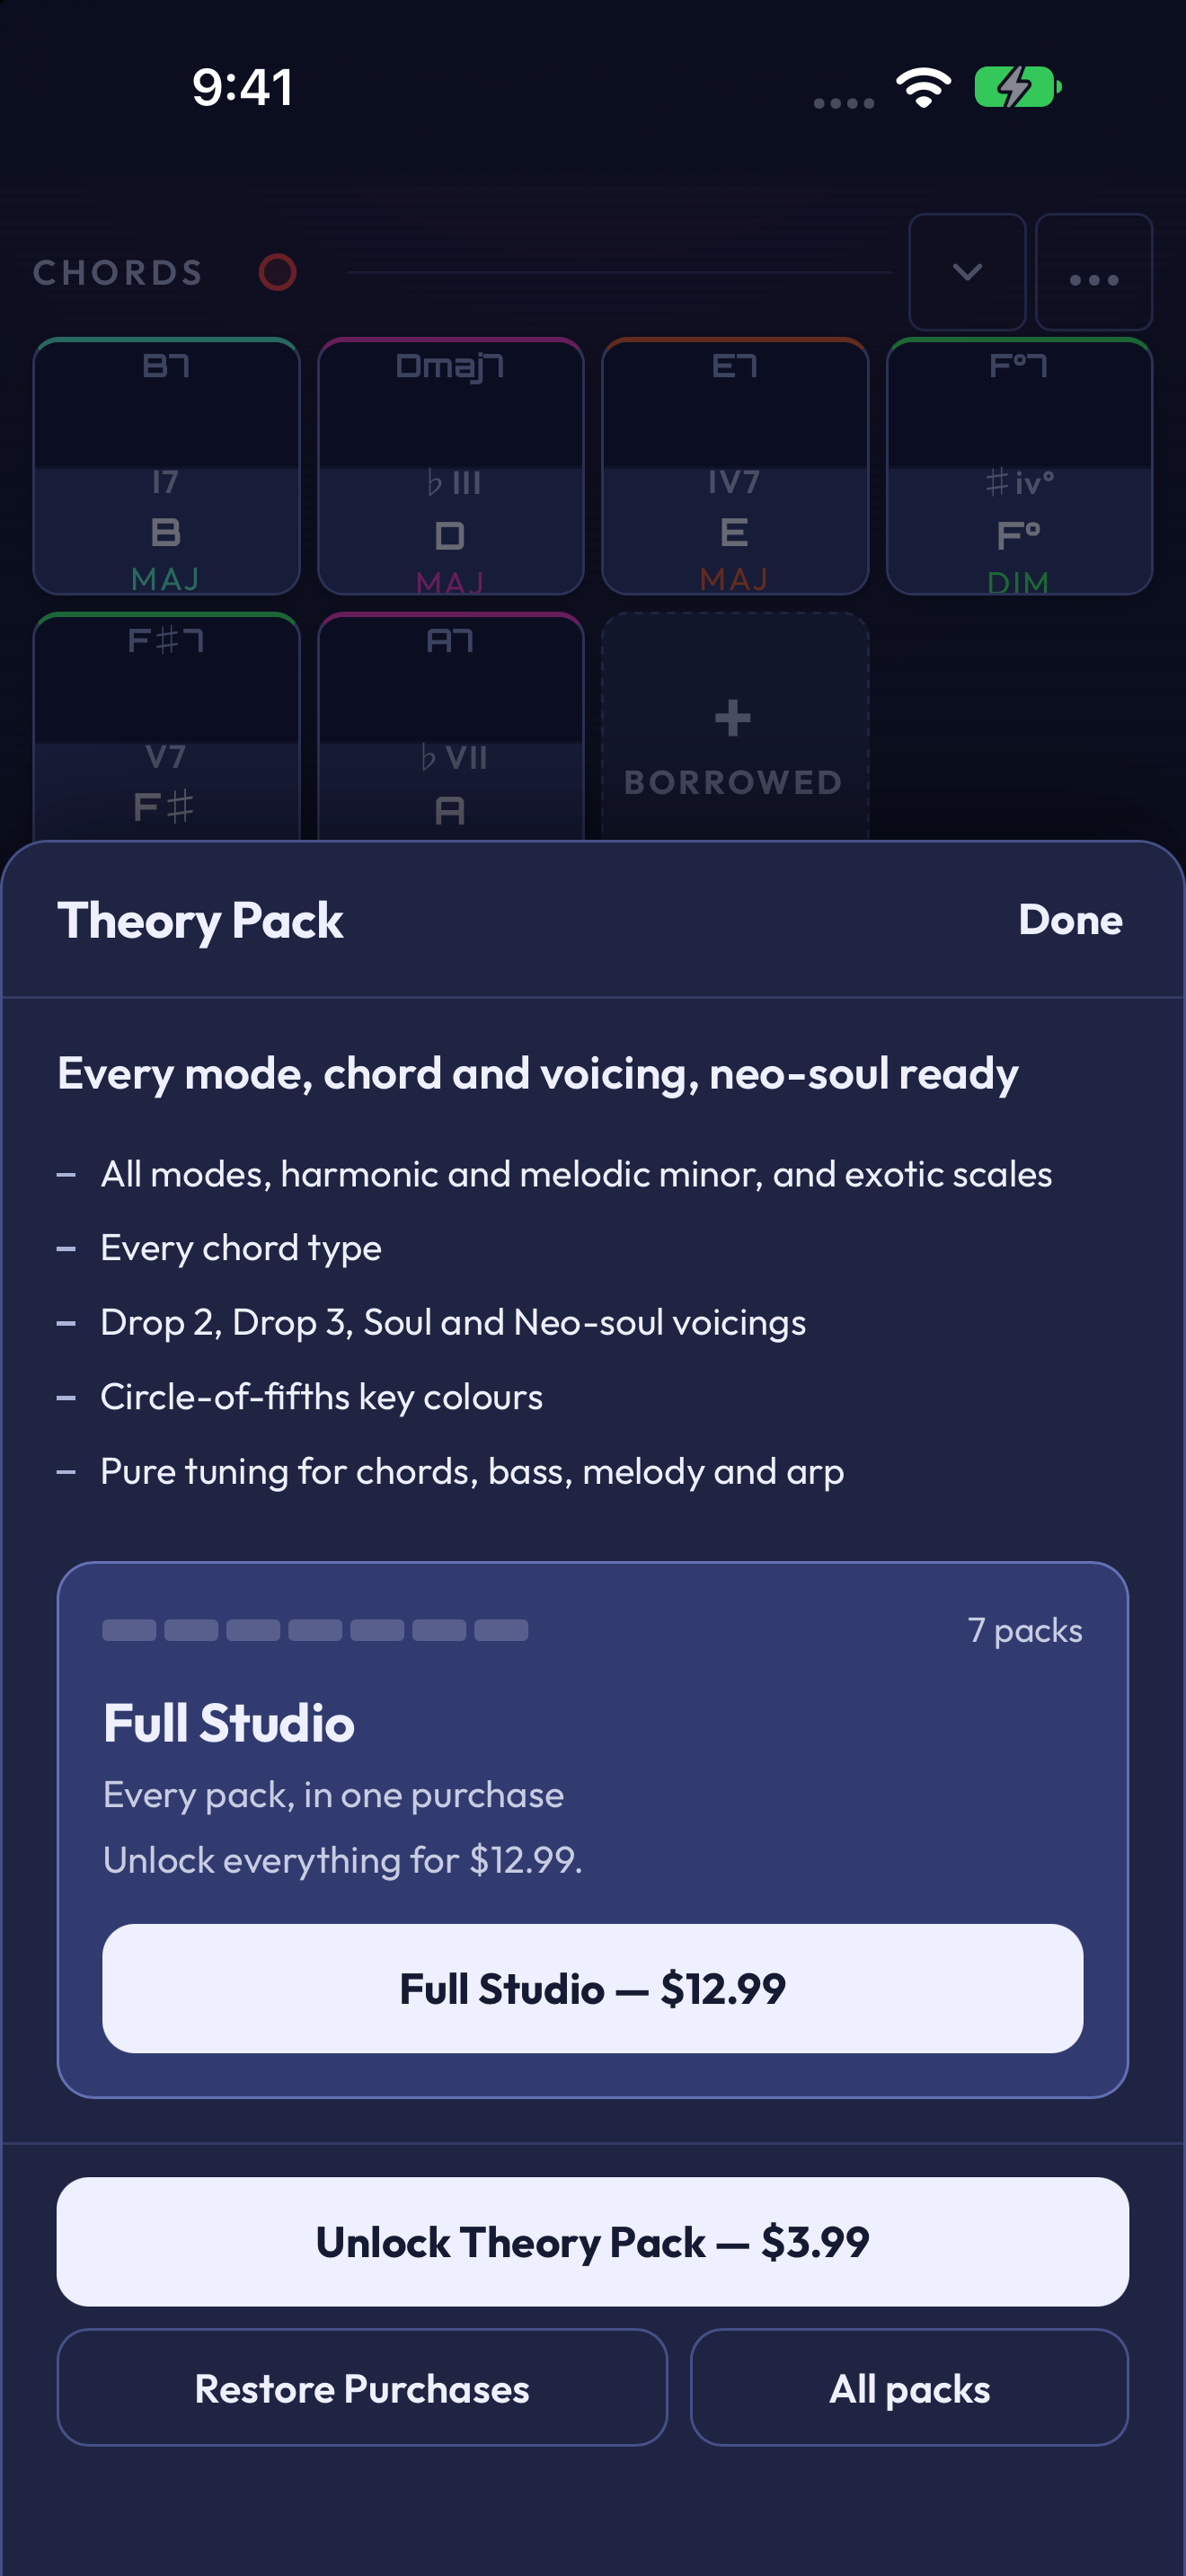 9:41
CHORDS
B7 Dmaj7 E7 F°7
I7 ♭III IV7 ♯iv°
B D E F°
MAJ MAJ MAJ DIM
F♯7 A7
V7 ♭VII
F♯ A
+
BORROWED
Theory Pack Done
Every mode, chord and voicing, neo-soul ready
– All modes, harmonic and melodic minor, and exotic scales
– Every chord type
– Drop 2, Drop 3, Soul and Neo-soul voicings
– Circle-of-fifths key colours
– Pure tuning for chords, bass, melody and arp
7 packs
Full Studio
Every pack, in one purchase
Unlock everything for $12.99.
Full Studio — $12.99
Unlock Theory Pack — $3.99
Restore Purchases All packs